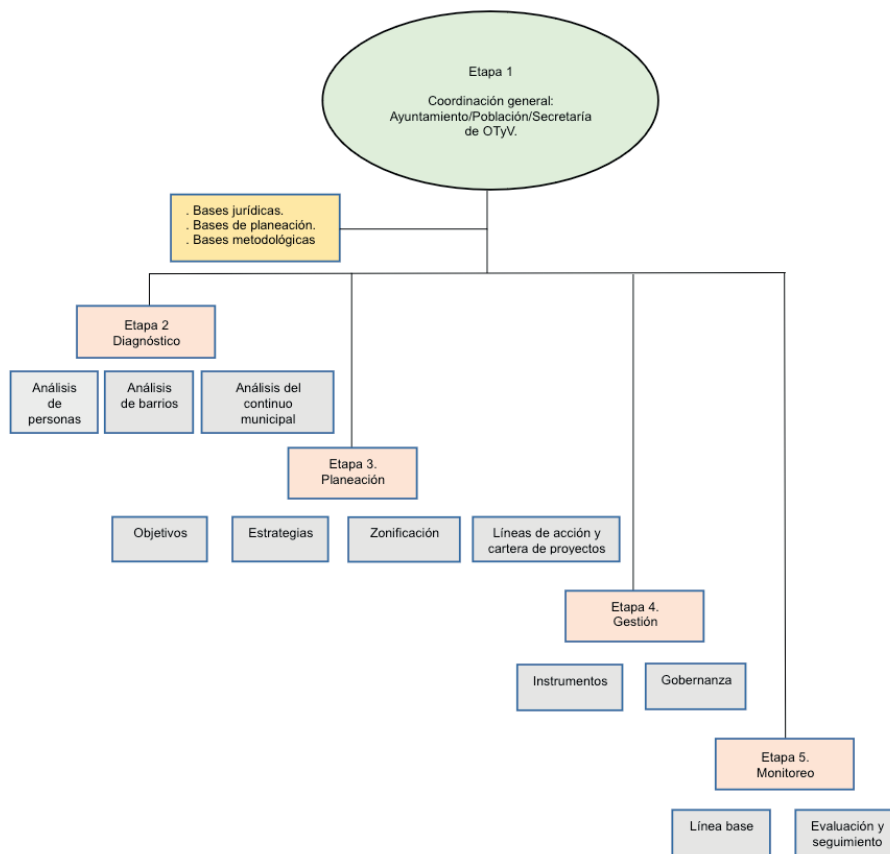 Etapa 1
Coordinación general:
Ayuntamiento/Población/Secretaría
de OTyV.
. Bases jurídicas.
. Bases de planeación.
. Bases metodológicas
Etapa 2
Diagnóstico
Análisis
de
personas
Análisis
de barrios
Análisis del
continuo
municipal
Etapa 3.
Planeación
Objetivos
Estrategias
Zonificación
Líneas de acción y
cartera de proyectos
Etapa 4.
Gestión
Instrumentos
Gobernanza
Etapa 5.
Monitoreo
Línea base
Evaluación y
seguimiento